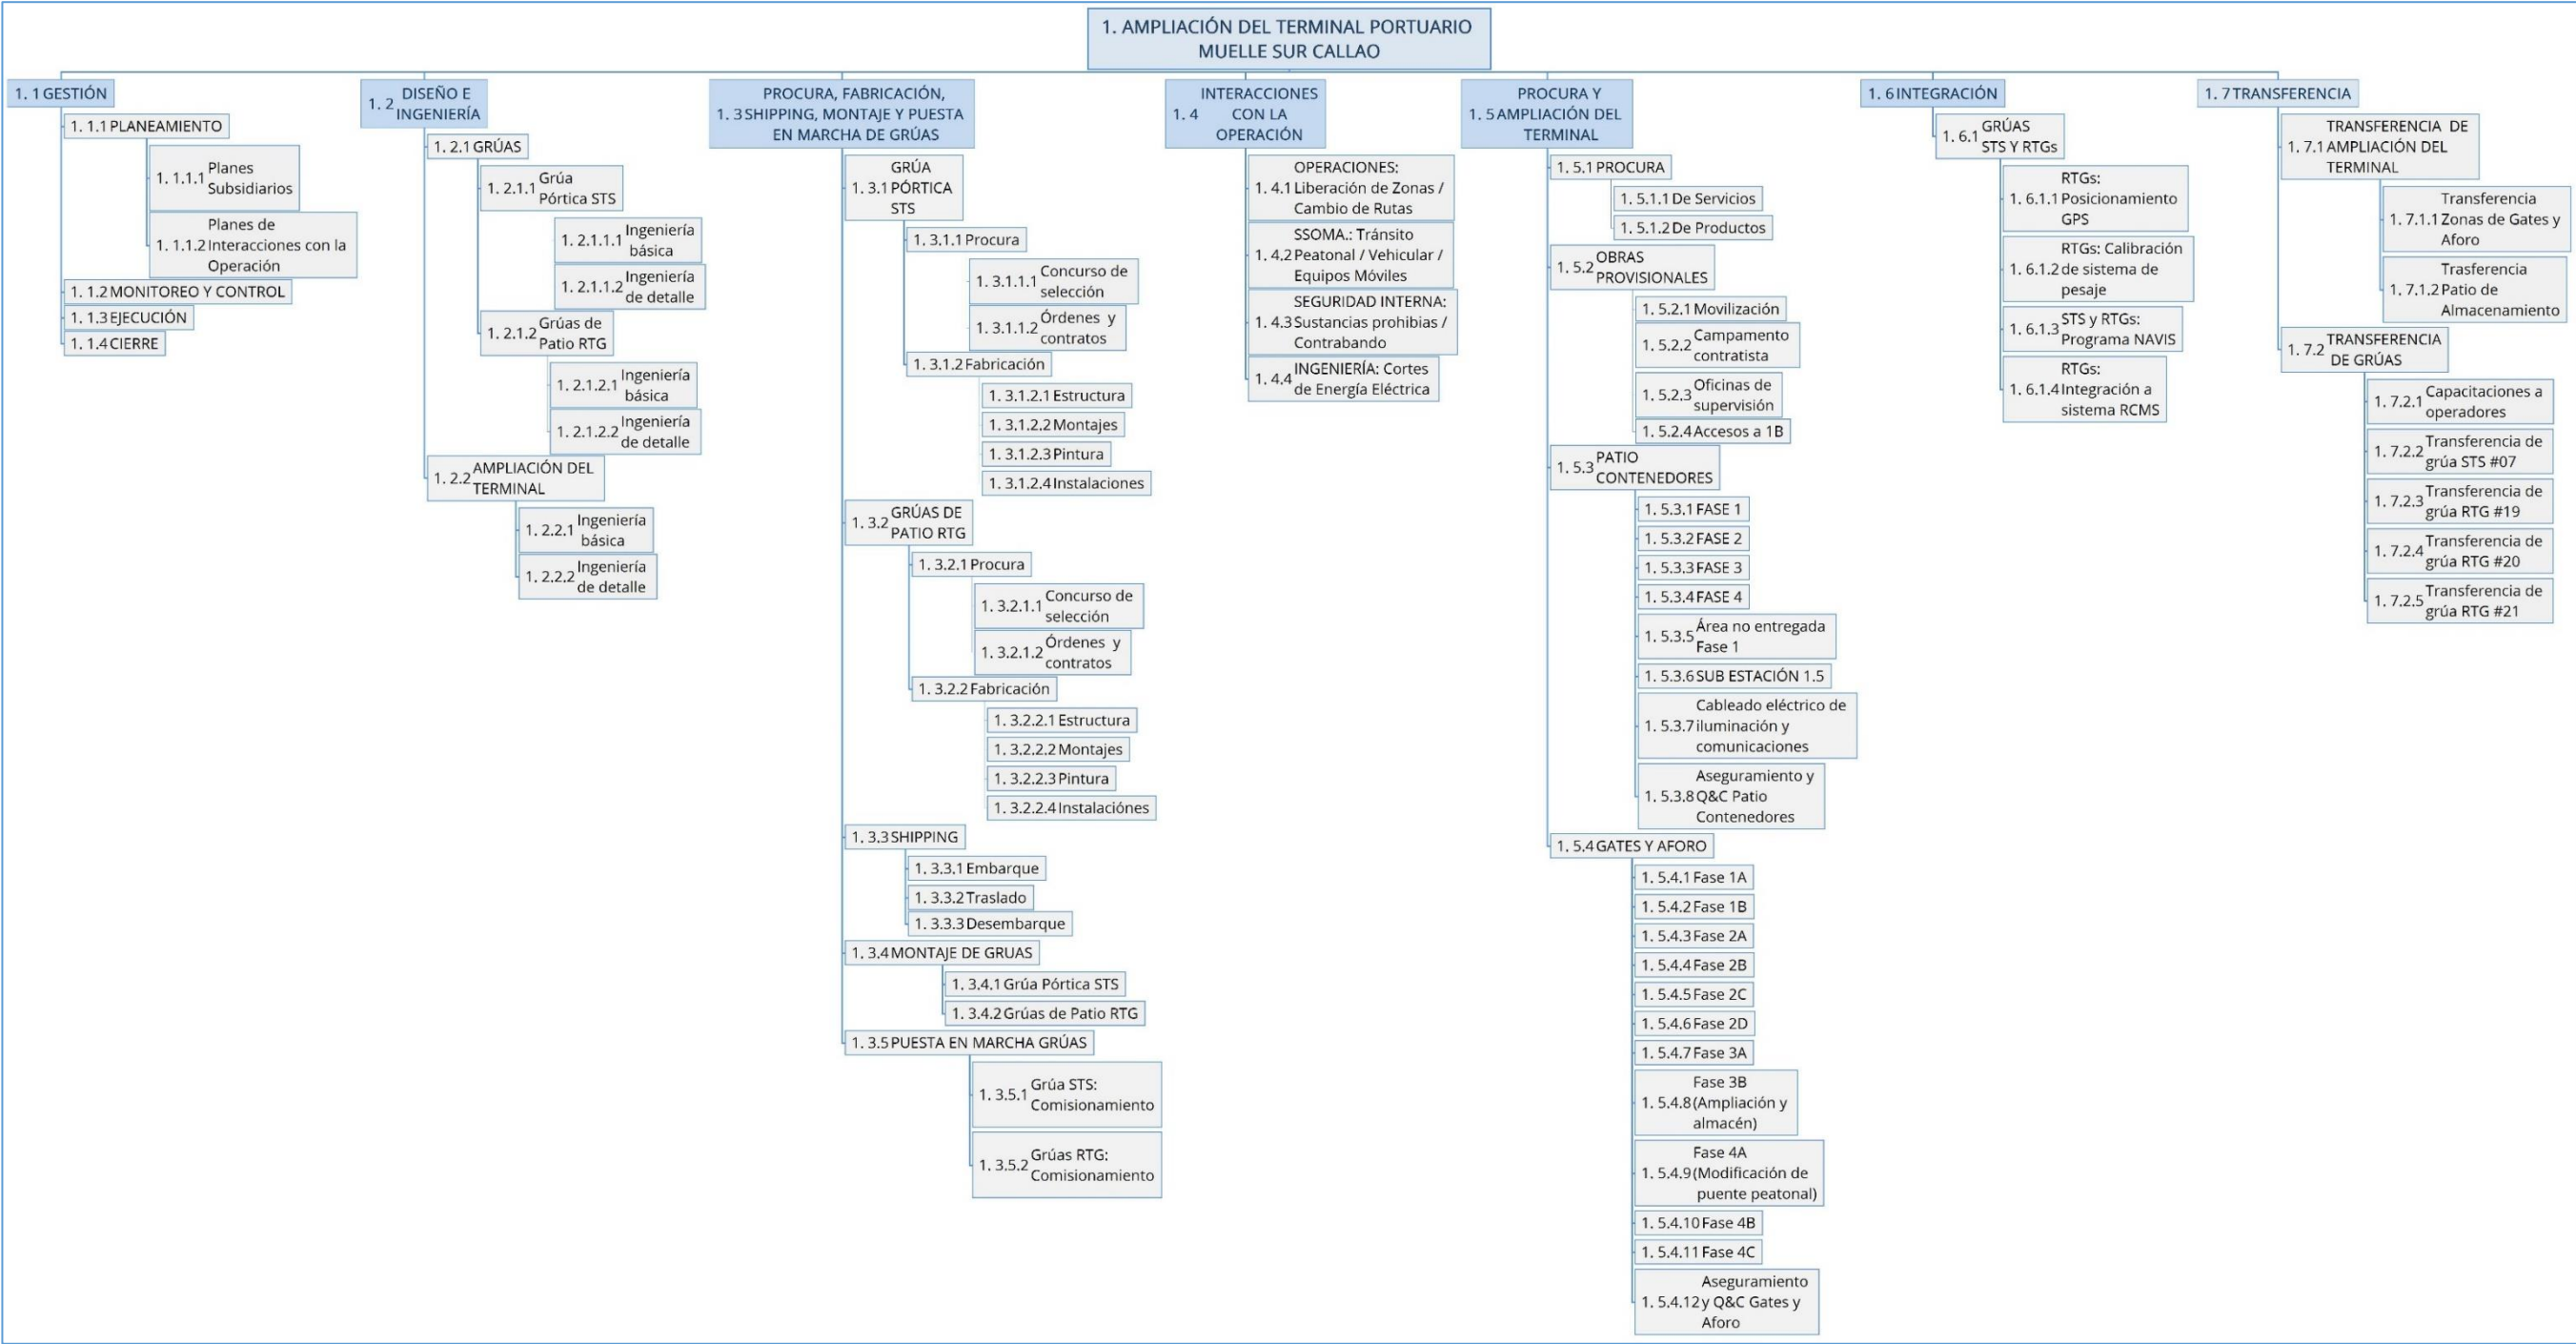 1. AMPLIACIÓN DEL TERMINAL PORTUARIO
MUELLE SUR CALLAO
1. 1 GESTIÓN
1. 1.1 PLANEAMIENTO
1. 1.1.1 Planes
Subsidiarios
1. 1.1.2 Planes de
Interacciones con la
Operación
1. 1.2 MONITOREO Y CONTROL
1. 1.3 EJECUCIÓN
1. 1.4 CIERRE
1. 2 DISEÑO E
INGENIERÍA
1. 2.1 GRÚAS
1. 2.1.1 Grúa
Pórtica STS
1. 2.1.1.1 Ingeniería
básica
1. 2.1.1.2 Ingeniería
de detalle
1. 2.1.2 Grúas de
Patio RTG
1. 2.1.2.1 Ingeniería
básica
1. 2.1.2.2 Ingeniería
de detalle
1. 2.2 AMPLIACIÓN DEL
TERMINAL
1. 2.2.1 Ingeniería
básica
1. 2.2.2 Ingeniería
de detalle
PROCURA, FABRICACIÓN,
1. 3 SHIPPING, MONTAJE Y PUESTA
EN MARCHA DE GRÚAS
GRÚA
1. 3.1 PÓRTICA
STS
1. 3.1.1 Procura
1. 3.1.1.1 Concurso de
selección
1. 3.1.1.2 Órdenes y
contratos
1. 3.1.2 Fabricación
1. 3.1.2.1 Estructura
1. 3.1.2.2 Montajes
1. 3.1.2.3 Pintura
1. 3.1.2.4 Instalaciones
1. 3.2 GRÚAS DE
PATIO RTG
1. 3.2.1 Procura
1. 3.2.1.1 Concurso de
selección
1. 3.2.1.2 Órdenes y
contratos
1. 3.2.2 Fabricación
1. 3.2.2.1 Estructura
1. 3.2.2.2 Montajes
1. 3.2.2.3 Pintura
1. 3.2.2.4 Instalaciónes
1. 3.3 SHIPPING
1. 3.3.1 Embarque
1. 3.3.2 Traslado
1. 3.3.3 Desembarque
1. 3.4 MONTAJE DE GRUAS
1. 3.4.1 Grúa Pórtica STS
1. 3.4.2 Grúas de Patio RTG
1. 3.5 PUESTA EN MARCHA GRÚAS
1. 3.5.1 Grúa STS:
Comisionamiento
1. 3.5.2 Grúas RTG:
Comisionamiento
INTERACCIONES
1. 4 CON LA
OPERACIÓN
OPERACIONES:
1. 4.1 Liberación de Zonas /
Cambio de Rutas
SSOMA.: Tránsito
1. 4.2 Peatonal / Vehicular /
Equipos Móviles
SEGURIDAD INTERNA:
1. 4.3 Sustancias prohibias /
Contrabando
1. 4.4 INGENIERÍA: Cortes
de Energía Eléctrica
PROCURA Y
1. 5 AMPLIACIÓN DEL
TERMINAL
1. 5.1 PROCURA
1. 5.1.1 De Servicios
1. 5.1.2 De Productos
1. 5.2 OBRAS
PROVISIONALES
1. 5.2.1 Movilización
1. 5.2.2 Campamento
contratista
1. 5.2.3 Oficinas de
supervisión
1. 5.2.4 Accesos a 1B
1. 5.3 PATIO
CONTENEDORES
1. 5.3.1 FASE 1
1. 5.3.2 FASE 2
1. 5.3.3 FASE 3
1. 5.3.4 FASE 4
1. 5.3.5 Área no entregada
Fase 1
1. 5.3.6 SUB ESTACIÓN 1.5
Cableado eléctrico de
1. 5.3.7 iluminación y
comunicaciones
Aseguramiento y
1. 5.3.8 Q&C Patio
Contenedores
1. 5.4 GATES Y AFORO
1. 5.4.1 Fase 1A
1. 5.4.2 Fase 1B
1. 5.4.3 Fase 2A
1. 5.4.4 Fase 2B
1. 5.4.5 Fase 2C
1. 5.4.6 Fase 2D
1. 5.4.7 Fase 3A
Fase 3B
1. 5.4.8 (Ampliación y
almacén)
Fase 4A
1. 5.4.9 (Modificación de
puente peatonal)
1. 5.4.10 Fase 4B
1. 5.4.11 Fase 4C
Aseguramiento
1. 5.4.12 y Q&C Gates y
Aforo
1. 6 INTEGRACIÓN
1. 6.1 GRÚAS
STS Y RTGs
RTGs:
1. 6.1.1 Posicionamiento
GPS
RTGs: Calibración
1. 6.1.2 de sistema de
pesaje
1. 6.1.3 STS y RTGs:
Programa NAVIS
RTGs:
1. 6.1.4 Integración a
sistema RCMS
1. 7 TRANSFERENCIA
TRANSFERENCIA DE
1. 7.1 AMPLIACIÓN DEL
TERMINAL
Transferencia
1. 7.1.1 Zonas de Gates y
Aforo
Trasferencia
1. 7.1.2 Patio de
Almacenamiento
1. 7.2 TRANSFERENCIA
DE GRÚAS
1. 7.2.1 Capacitaciones a
operadores
1. 7.2.2 Transferencia de
grúa STS #07
1. 7.2.3 Transferencia de
grúa RTG #19
1. 7.2.4 Transferencia de
grúa RTG #20
1. 7.2.5 Transferencia de
grúa RTG #21